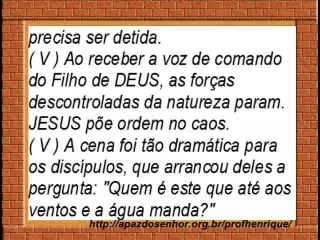 precisa ser detida.
( V ) Ao receber a voz de comando
do Filho de DEUS, as forças
descontroladas da natureza param.
JESUS põe ordem no caos.
( V ) A cena foi tão dramática para
os discípulos, que arrancou deles a
pergunta: "Quem é este que até aos
ventos e a água manda?"
http://apazdosenhor.org.br/profhenrique/